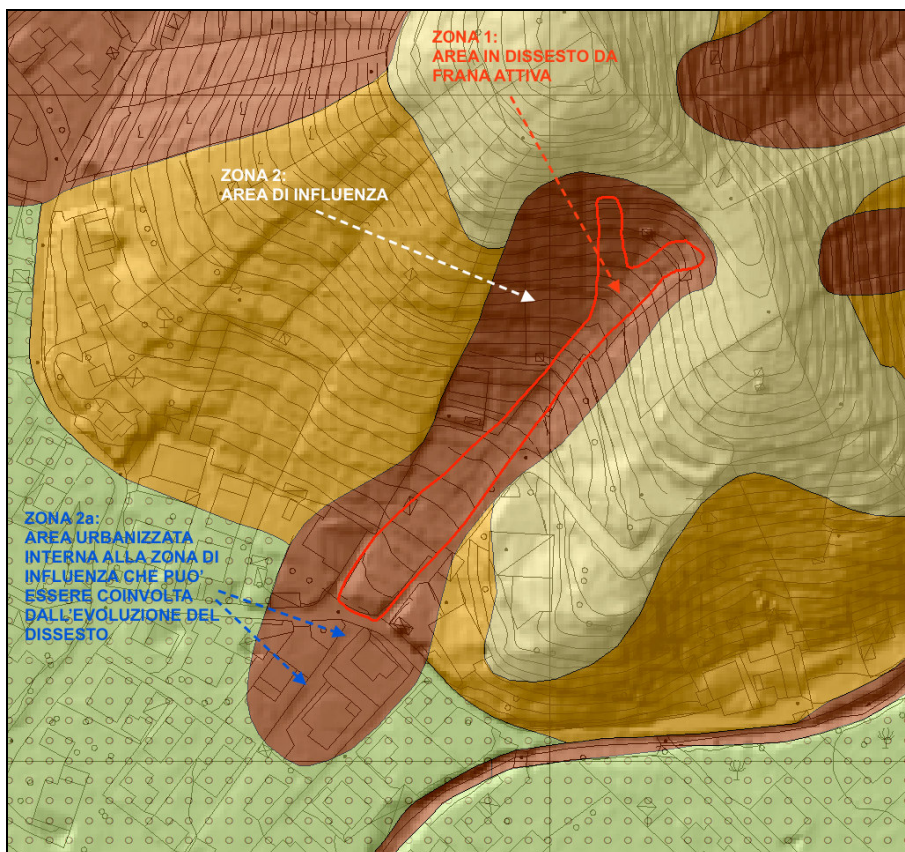 ZONA 1:
AREA IN DISSESTO DA
FRANA ATTIVA
ZONA 2:
AREA DI INFLUENZA
ZONA 2a:
AREA URBANIZZATA
INTERNA ALLA ZONA DI
INFLUENZA CHE PUO'
ESSERE COINVOLTA
DALL'EVOLUZIONE DEL
DISSESTO